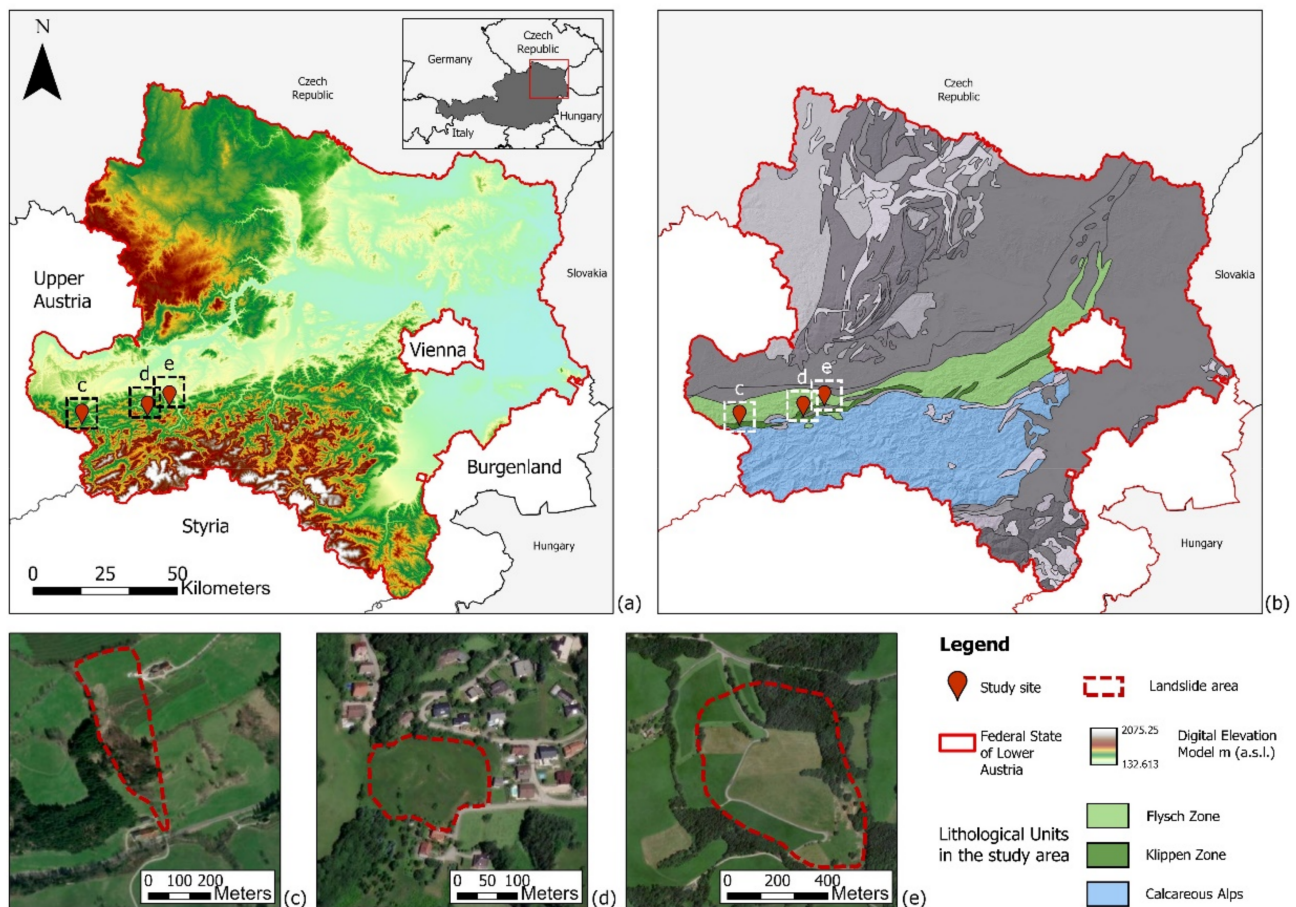 N
Czech
Republic
Germany
Italy
Hungary
Czech
Republic
Upper
Austria
Slovakia
Vienna
c
d
e
Burgenland
Styria
Hungary
0 25 50
Kilometers
(a)
Czech
Republic
Slovakia
c
d
e
Hungary
(b)
0 100 200
Meters
(c)
0 50 100
Meters
(d)
0 200 400
Meters
(e)
Legend
Study site
Landslide area
Federal State
of Lower
Austria
2075.25
132.613
Digital Elevation
Model m (a.s.l.)
Lithological Units
in the study area
Flysch Zone
Klippen Zone
Calcareous Alps